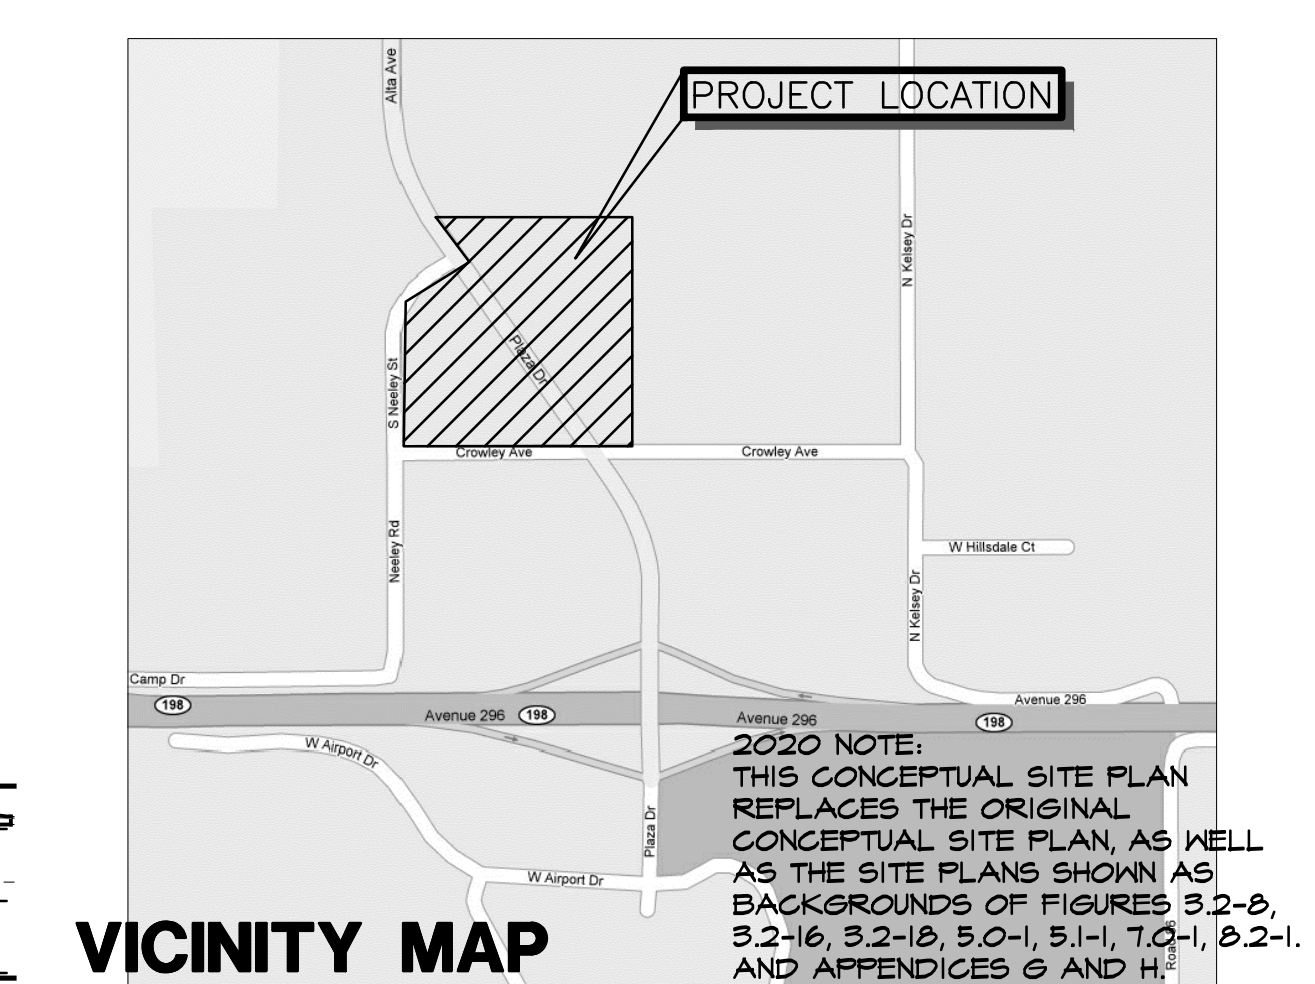 Alta Ave
PROJECT LOCATION
N Kelsey Dr
Plaza Dr
S Neeley St
Crowley Ave
Crowley Ave
Neeley Rd
W Hillsdale Ct
N Kelsey Dr
Camp Dr
198
Avenue 296
198
Avenue 296
Avenue 296
198
W Airport Dr
Plaza Dr
W Airport Dr
2020 NOTE:
THIS CONCEPTUAL SITE PLAN
REPLACES THE ORIGINAL
CONCEPTUAL SITE PLAN, AS WELL
AS THE SITE PLANS SHOWN AS
BACKGROUNDS OF FIGURES 3.2-8,
3.2-16, 3.2-18, 5.0-1, 5.1-1, 7.0-1, 8.2-1.
AND APPENDICES G AND H.
VICINITY MAP